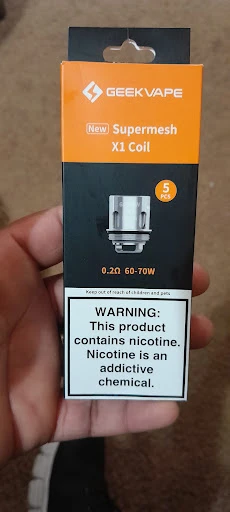 GEEKVAPE
New Supermesh
X1 Coil
5
PCS
0.2Ω 60-70W
Keep out of reach of children and pets
WARNING:
This product
contains nicotine.
Nicotine is an
addictive
chemical.